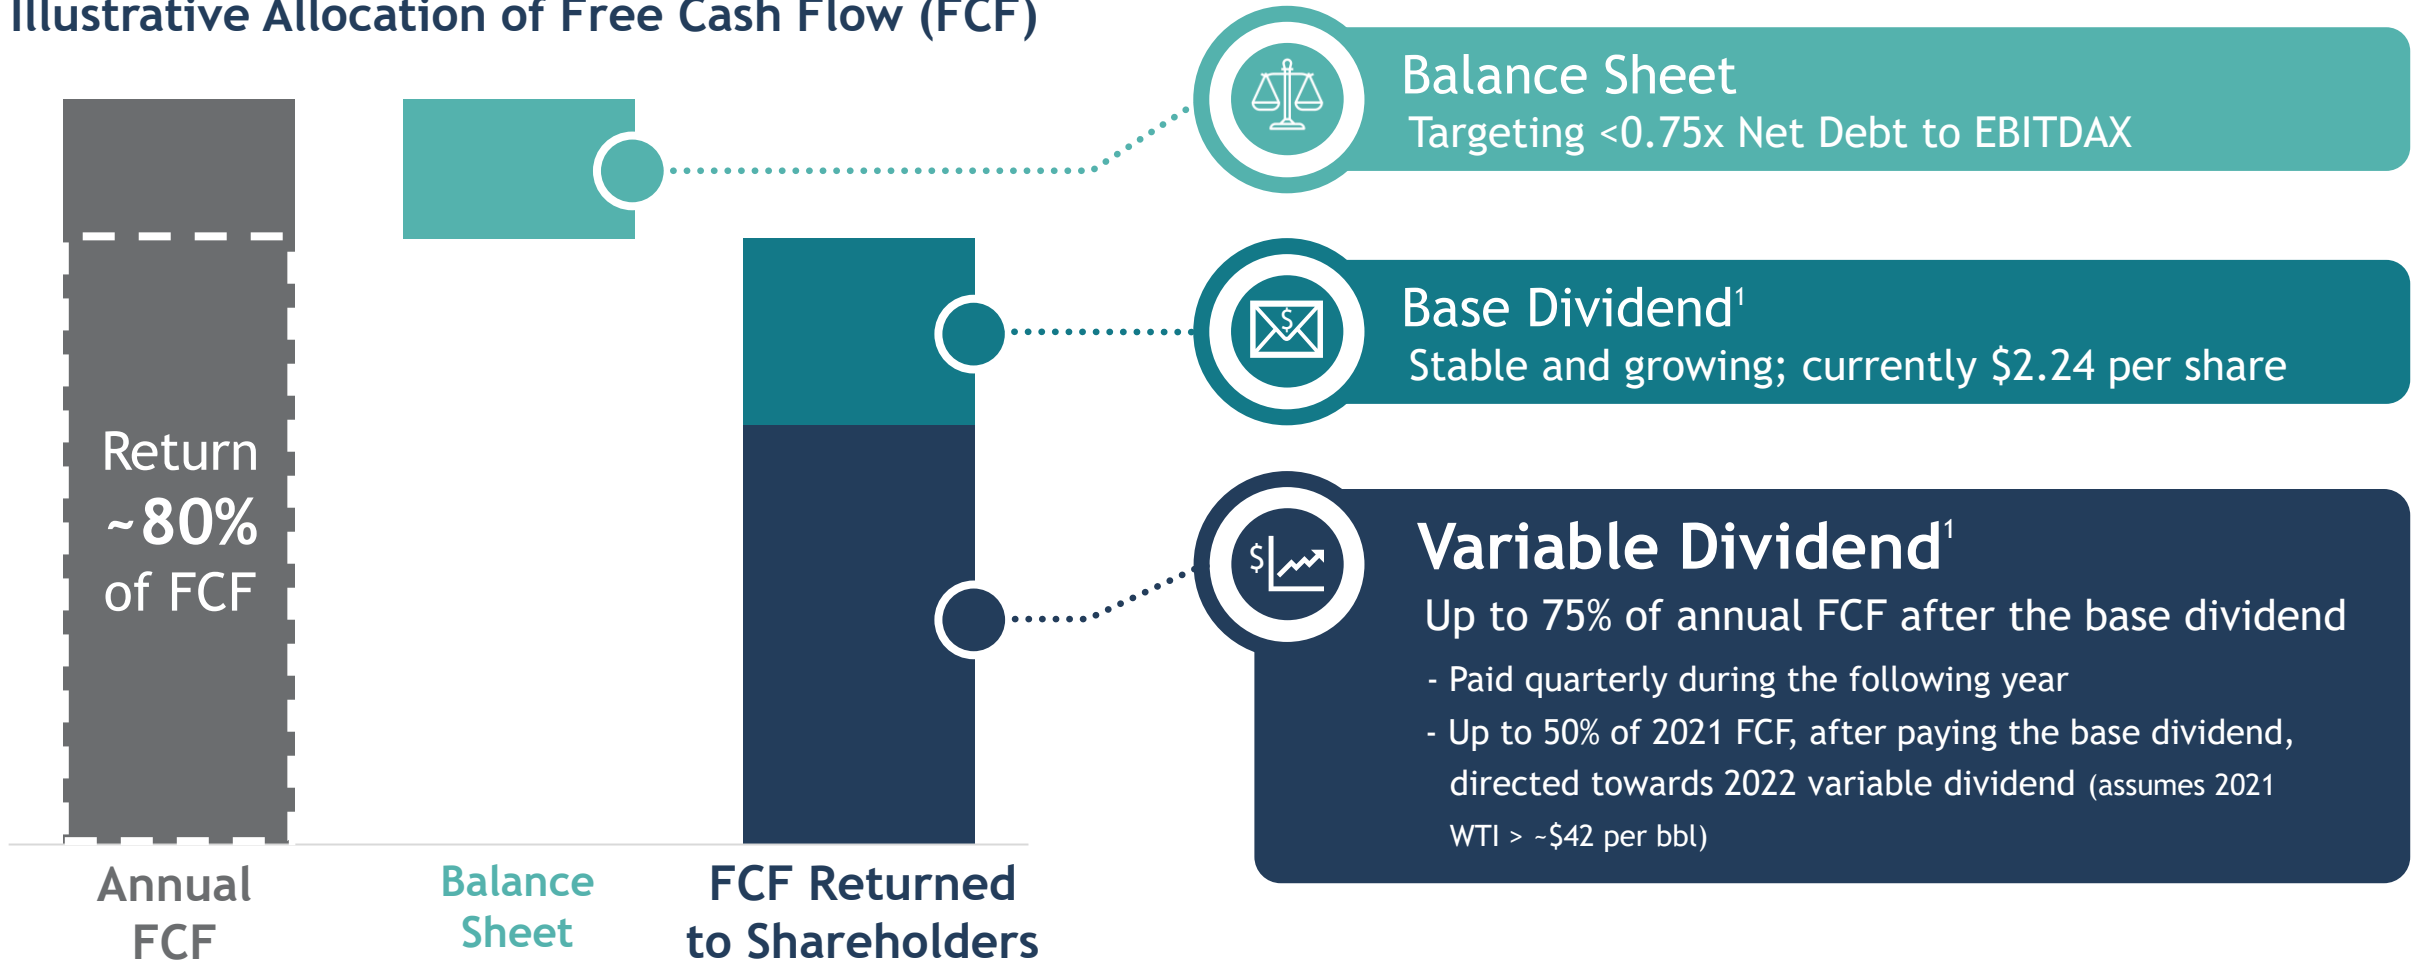 Illustrative Allocation of Free Cash Flow (FCF)
Return
~80%
of FCF
Annual
FCF
Balance
Sheet
FCF Returned
to Shareholders
Balance Sheet
Targeting <0.75x Net Debt to EBITDAX
$
Base Dividend¹
Stable and growing; currently $2.24 per share
$
Variable Dividend¹
Up to 75% of annual FCF after the base dividend
- Paid quarterly during the following year
- Up to 50% of 2021 FCF, after paying the base dividend,
directed towards 2022 variable dividend (assumes 2021
WTI > ~$42 per bbl)